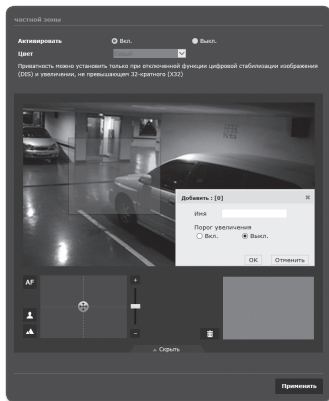 частной зоны
Активировать Вкл. Выкл.
Цвет Серый
Приватность можно установить только при отключенной функции цифровой стабилизации изображения
(DIS) и увеличении, не превышающем 32-кратного (X32)
Добавить : [0] ×
Имя
Порог увеличения
Вкл. Выкл.
OK Отменить
AF
+
–
Скрыть
Применить